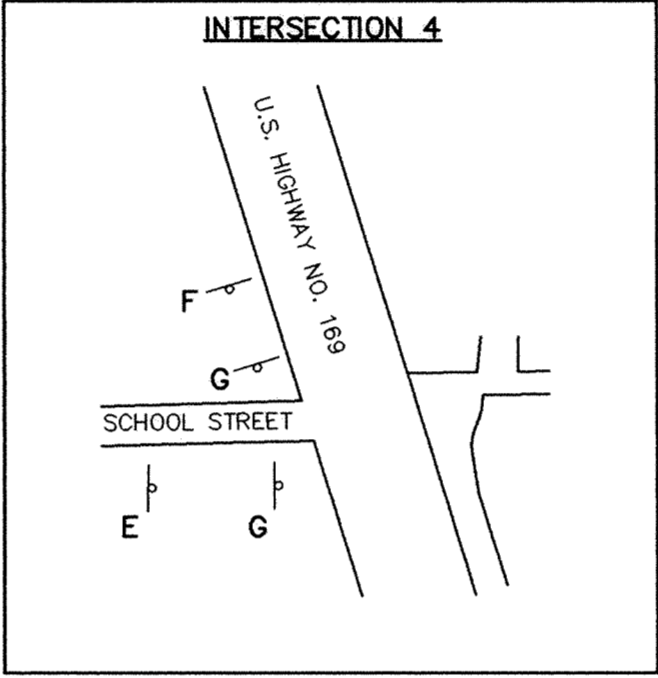 INTERSECTION 4
U.S. HIGHWAY NO. 169
F
G
SCHOOL STREET
E
G